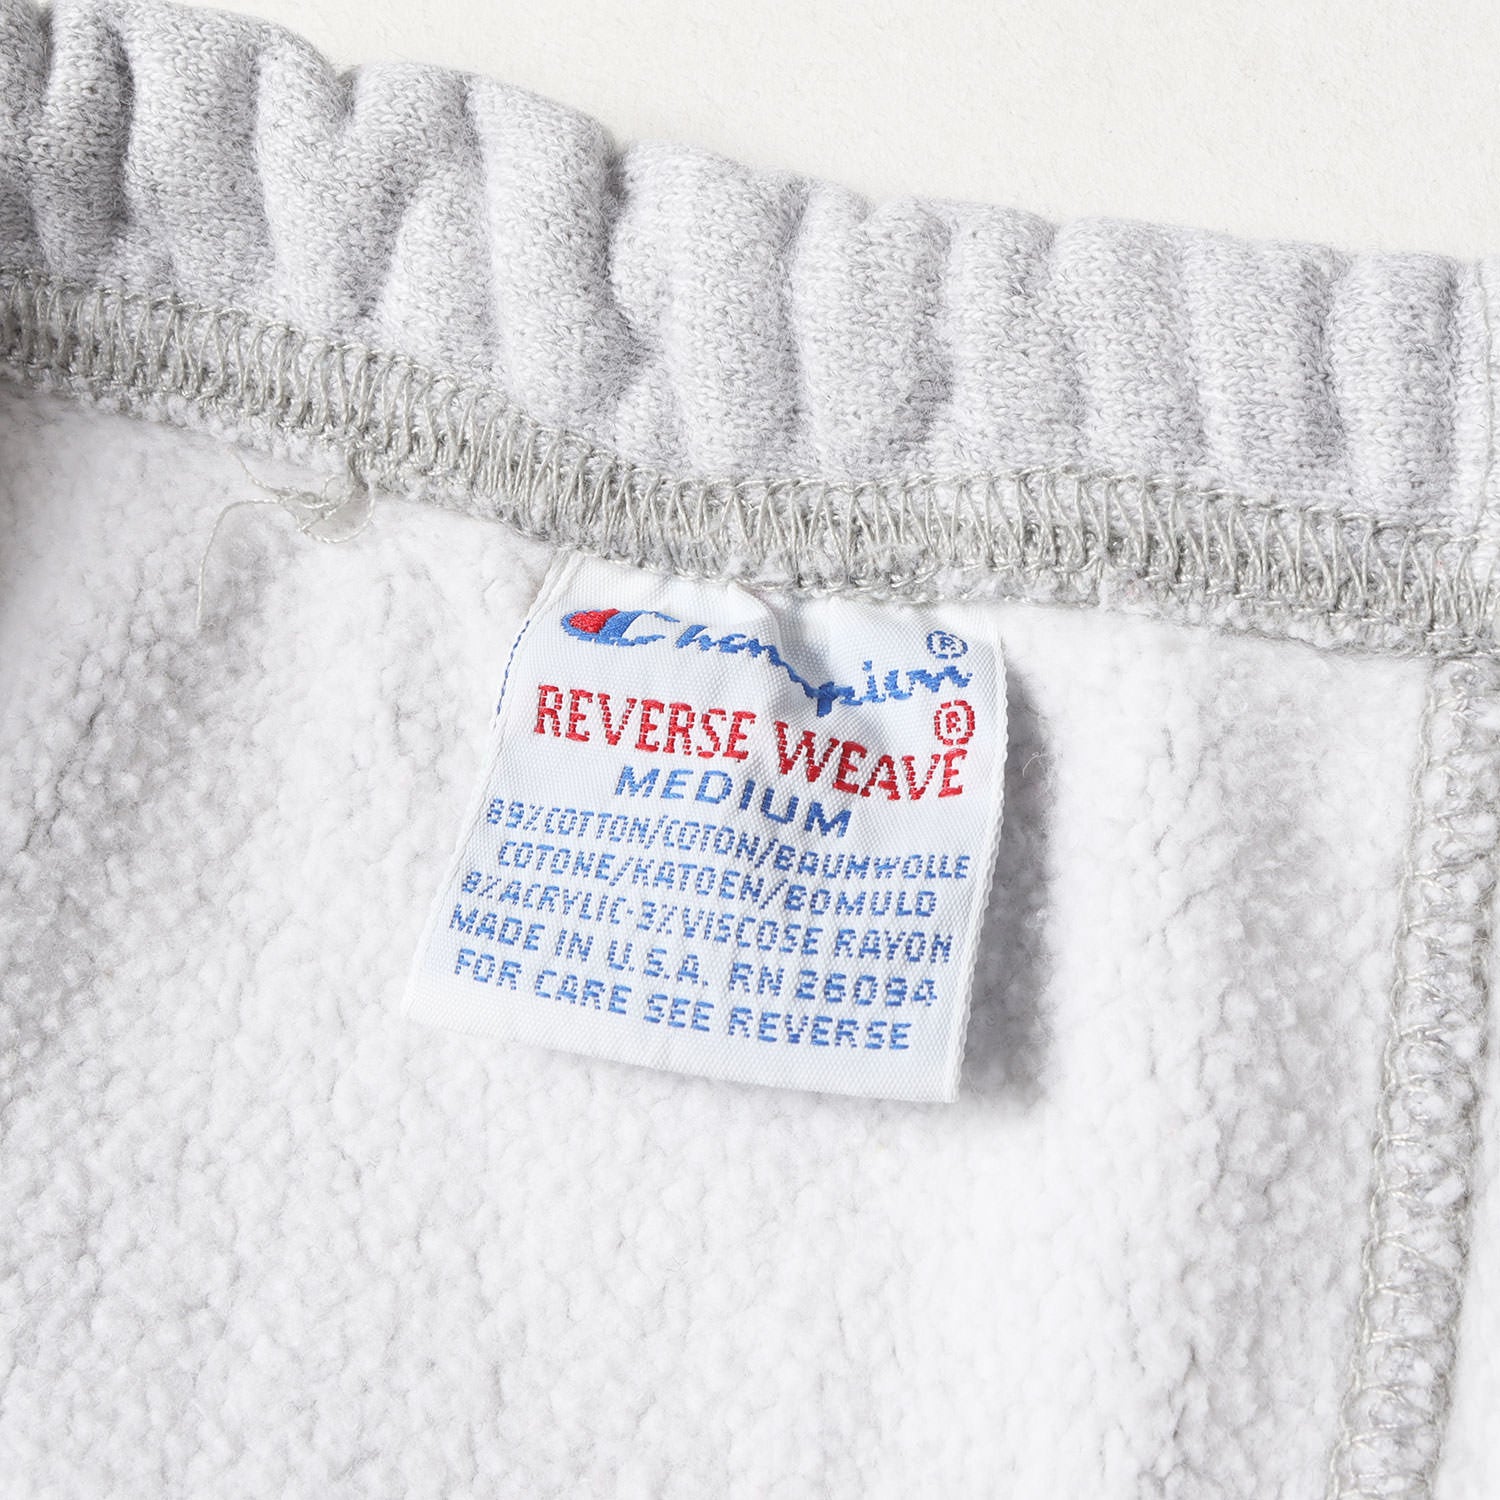 Champion®
REVERSE WEAVE®
MEDIUM
89% COTTON/COTON/BAUMWOLLE
COTONE/KATOEN/BOMULD
8% ACRYLIC-3% VISCOSE RAYON
MADE IN U.S.A. RN 26094
FOR CARE SEE REVERSE